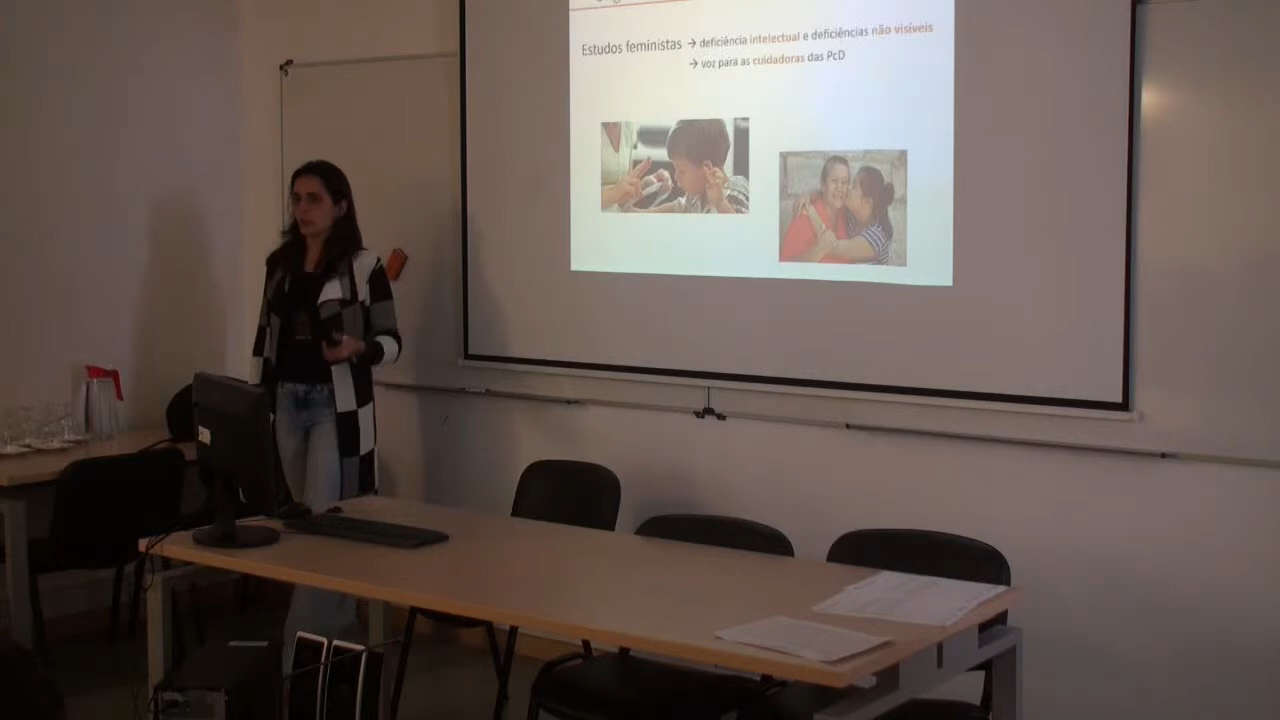 Estudos feministas → deficiência intelectual e deficiências não visíveis
→ voz para as cuidadoras das PcD